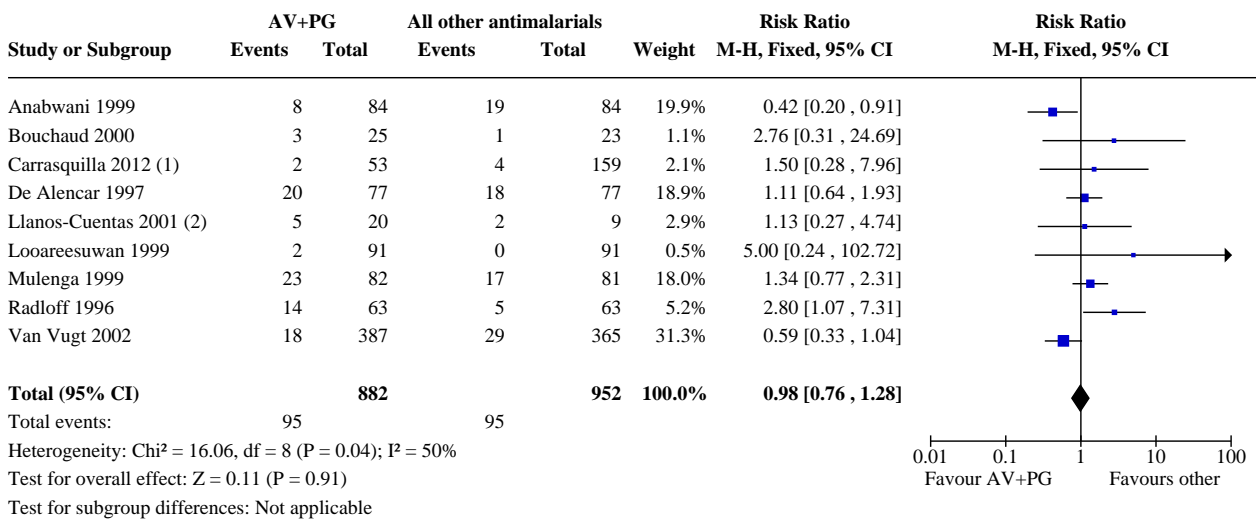 AV+PG All other antimalarials Risk Ratio Risk Ratio
Study or Subgroup Events Total Events Total Weight M-H, Fixed, 95% CI M-H, Fixed, 95% CI
Anabwani 1999 8 84 19 84 19.9% 0.42 [0.20 , 0.91]
Bouchaud 2000 3 25 1 23 1.1% 2.76 [0.31 , 24.69]
Carrasquilla 2012 (1) 2 53 4 159 2.1% 1.50 [0.28 , 7.96]
De Alencar 1997 20 77 18 77 18.9% 1.11 [0.64 , 1.93]
Llanos-Cuentas 2001 (2) 5 20 2 9 2.9% 1.13 [0.27 , 4.74]
Looareesuwan 1999 2 91 0 91 0.5% 5.00 [0.24 , 102.72]
Mulenga 1999 23 82 17 81 18.0% 1.34 [0.77 , 2.31]
Radloff 1996 14 63 5 63 5.2% 2.80 [1.07 , 7.31]
Van Vugt 2002 18 387 29 365 31.3% 0.59 [0.33 , 1.04]
Total (95% CI) 882 952 100.0% 0.98 [0.76 , 1.28]
Total events: 95 95
Heterogeneity: Chi² = 16.06, df = 8 (P = 0.04); I² = 50%
Test for overall effect: Z = 0.11 (P = 0.91)
Test for subgroup differences: Not applicable
0.01 0.1 1 10 100
Favour AV+PG Favours other